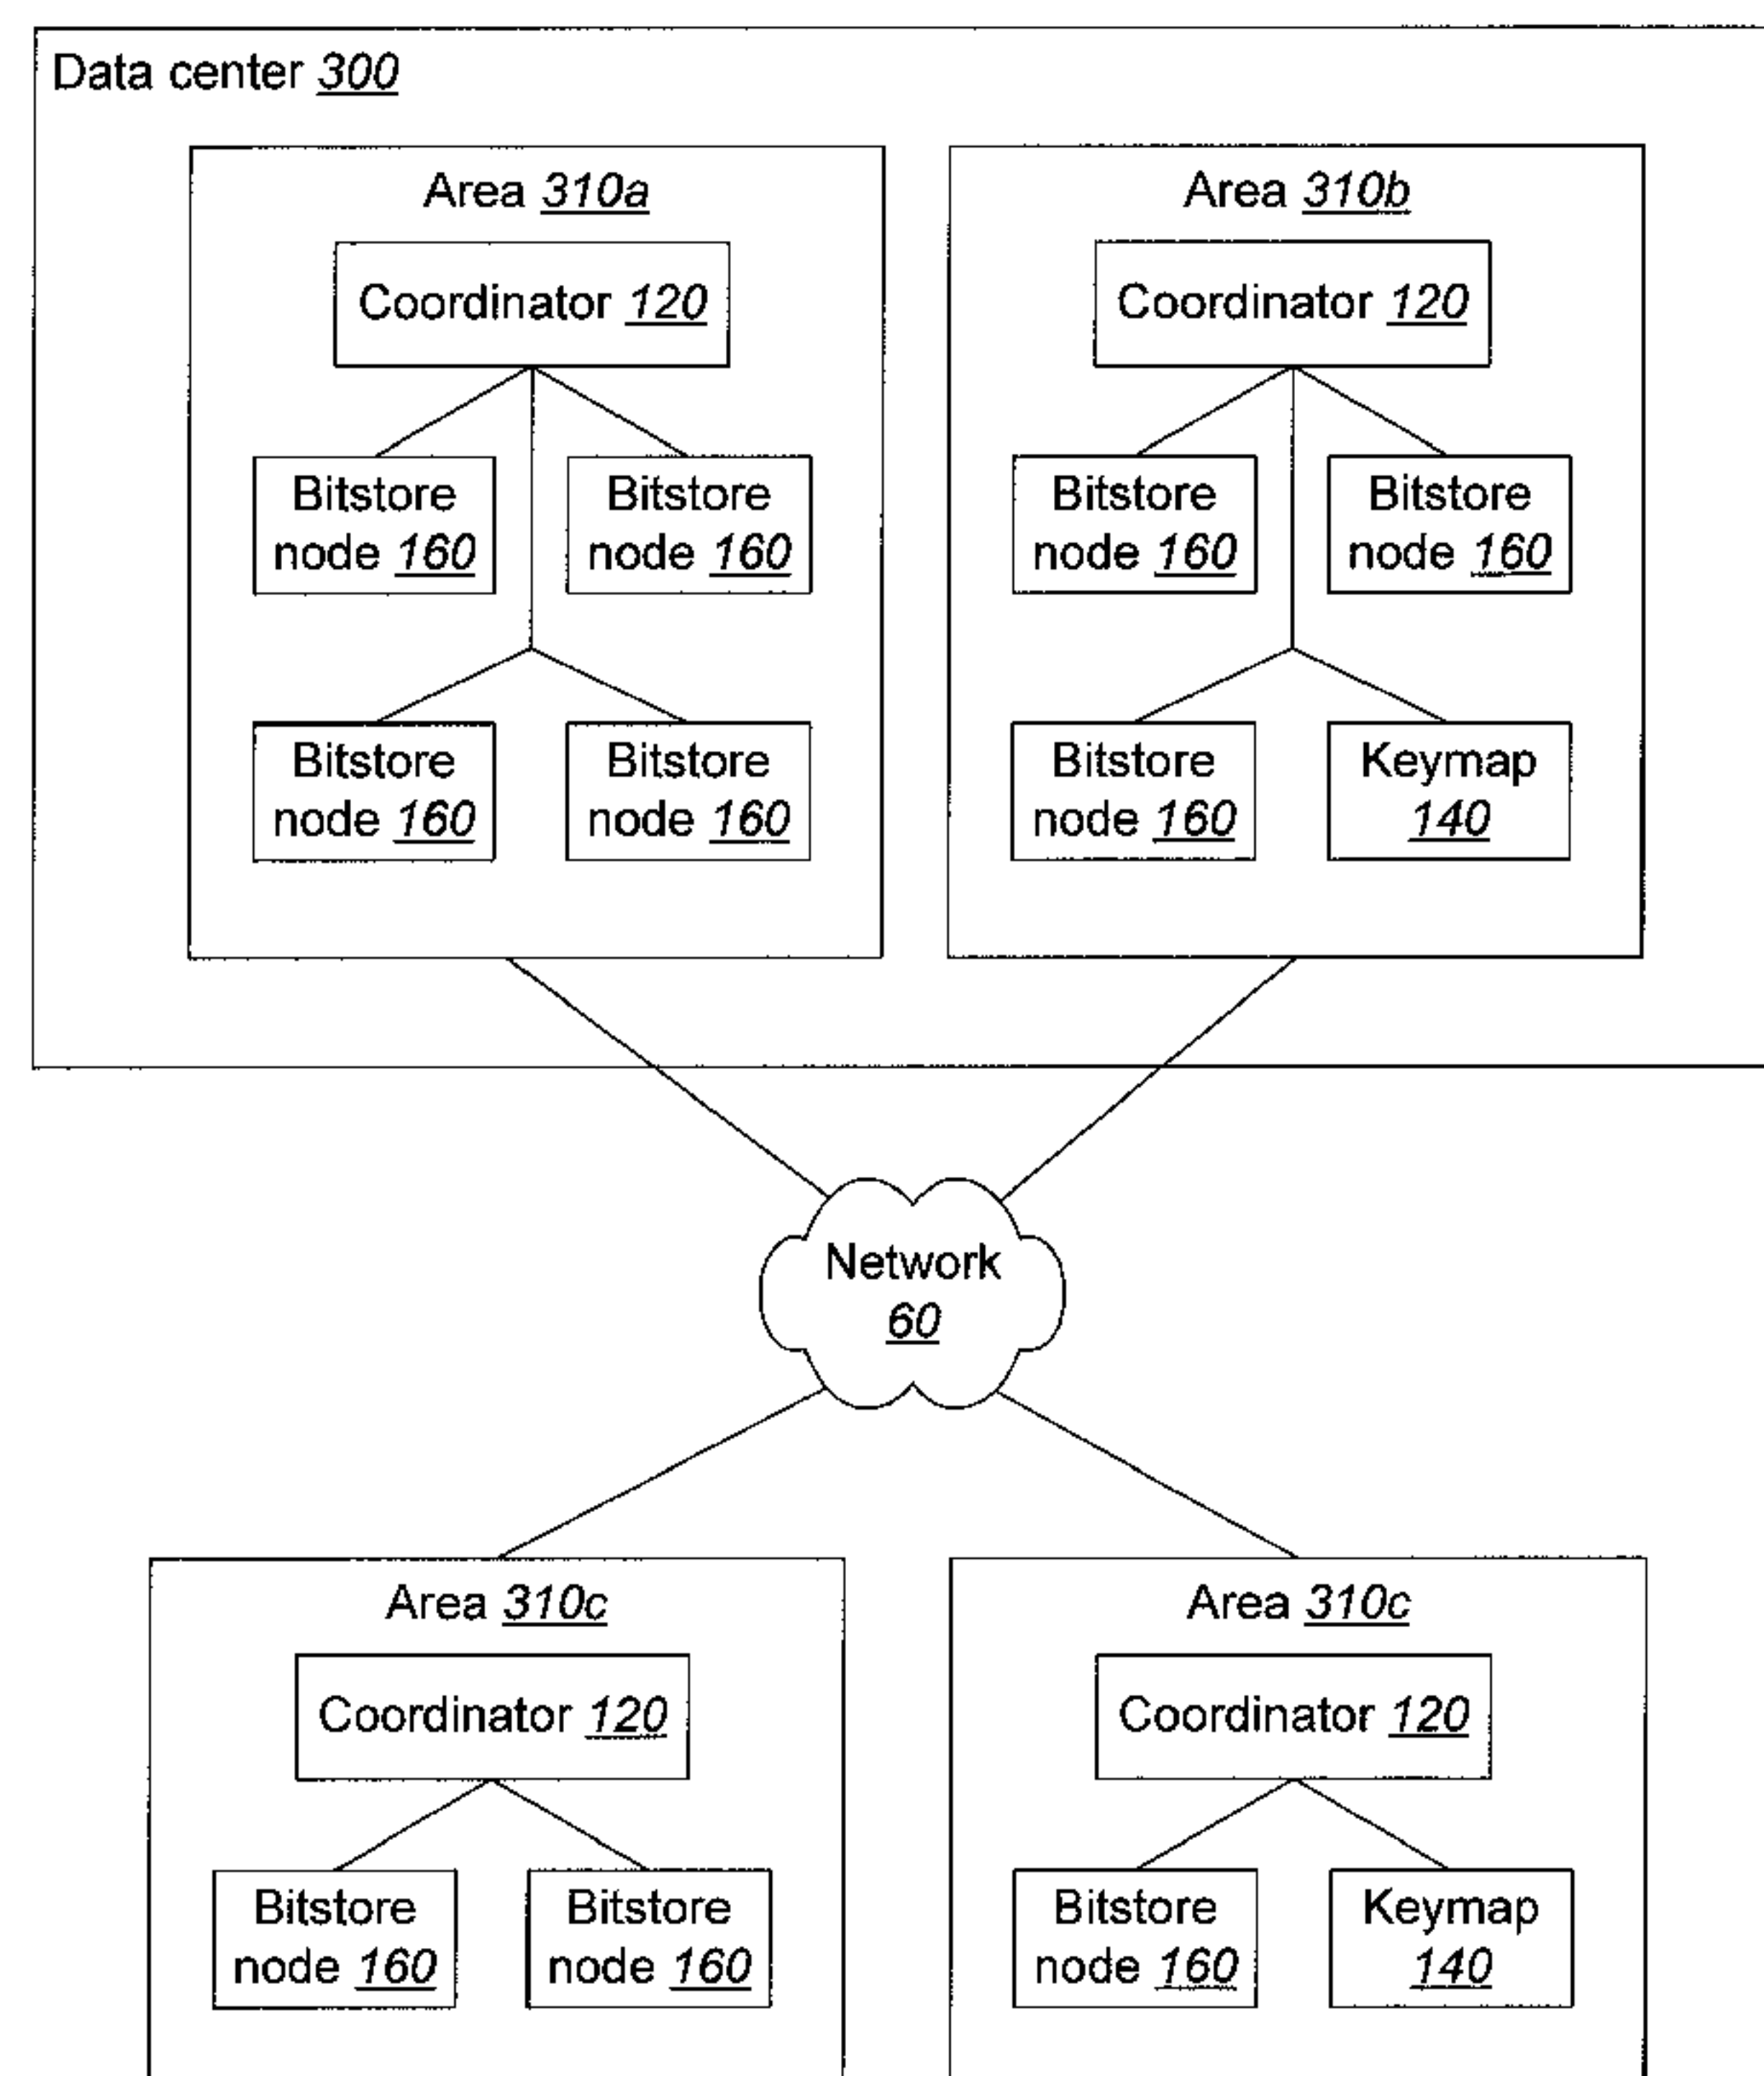 Data center 300
Area 310a
Coordinator 120
Bitstore
node 160
Bitstore
node 160
Bitstore
node 160
Bitstore
node 160
Area 310b
Coordinator 120
Bitstore
node 160
Bitstore
node 160
Bitstore
node 160
Keymap
140
Network
60
Area 310c
Coordinator 120
Bitstore
node 160
Bitstore
node 160
Area 310c
Coordinator 120
Bitstore
node 160
Keymap
140